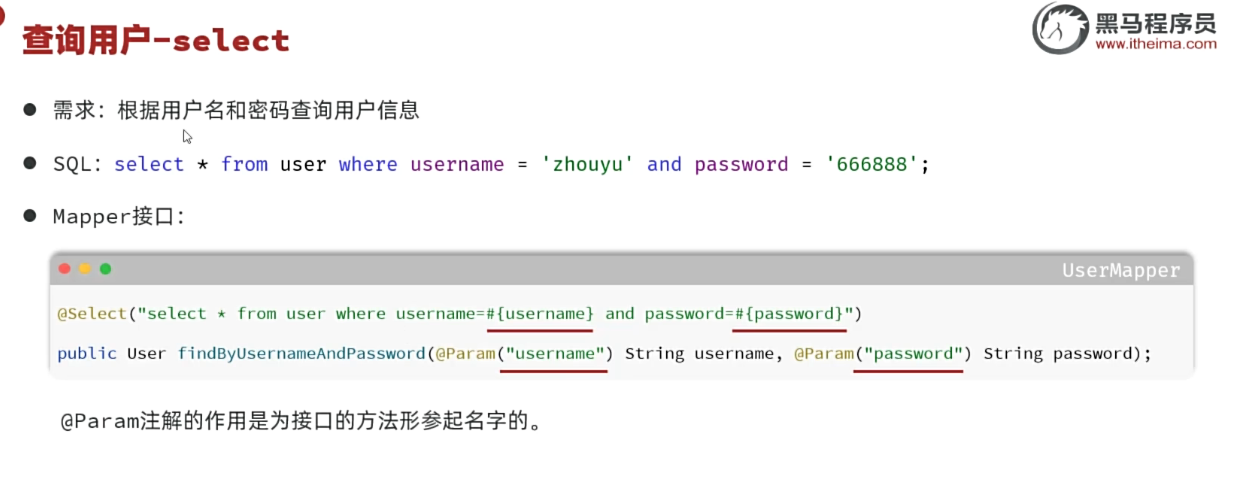 查询用户-select
黑马程序员
www.itheima.com
需求：根据用户名和密码查询用户信息
SQL：select * from user where username = 'zhouyu' and password = '666888';
Mapper接口：
UserMapper
@Select("select * from user where username=#{username} and password=#{password}")
public User findByUsernameAndPassword(@Param("username") String username, @Param("password") String password);
@Param注解的作用是为接口的方法形参起名字的。